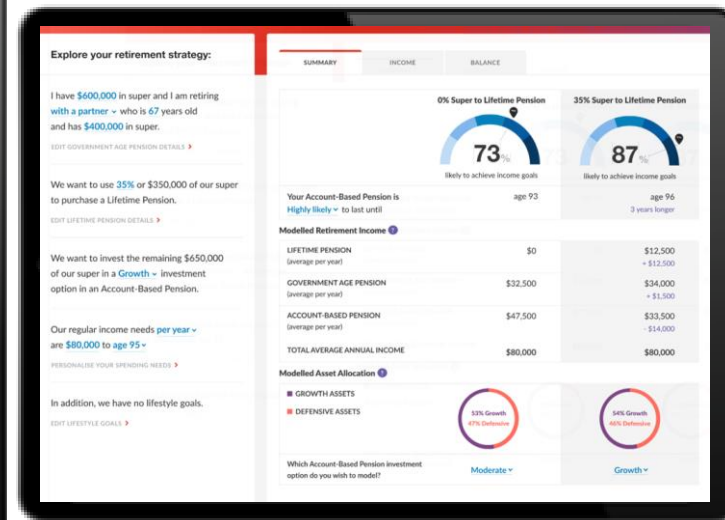 Explore your retirement strategy:
I have $600,000 in super and I am retiring
with a partner who is 67 years old
and has $400,000 in super.
EDIT GOVERNMENT AGE PENSION DETAILS
We want to use 35% or $350,000 of our super
to purchase a Lifetime Pension.
EDIT LIFETIME PENSION DETAILS
We want to invest the remaining $650,000
of our super in a Growth investment
option in an Account-Based Pension.
Our regular income needs per year
are $80,000 to age 95
PERSONALISE YOUR SPENDING NEEDS
In addition, we have no lifestyle goals.
EDIT LIFESTYLE GOALS
SUMMARY INCOME BALANCE
0% Super to Lifetime Pension 35% Super to Lifetime Pension
73% 87%
likely to achieve income goals likely to achieve income goals
Your Account-Based Pension is age 93 age 96
Highly likely to last until 3 years longer
Modelled Retirement Income
LIFETIME PENSION $0 $12,500
(average per year) + $12,500
GOVERNMENT AGE PENSION $32,500 $34,000
(average per year) + $1,500
ACCOUNT-BASED PENSION $47,500 $33,500
(average per year) - $14,000
TOTAL AVERAGE ANNUAL INCOME $80,000 $80,000
Modelled Asset Allocation
GROWTH ASSETS
DEFENSIVE ASSETS
53% Growth 54% Growth
47% Defensive 46% Defensive
Which Account-Based Pension investment
option do you wish to model? Moderate Growth